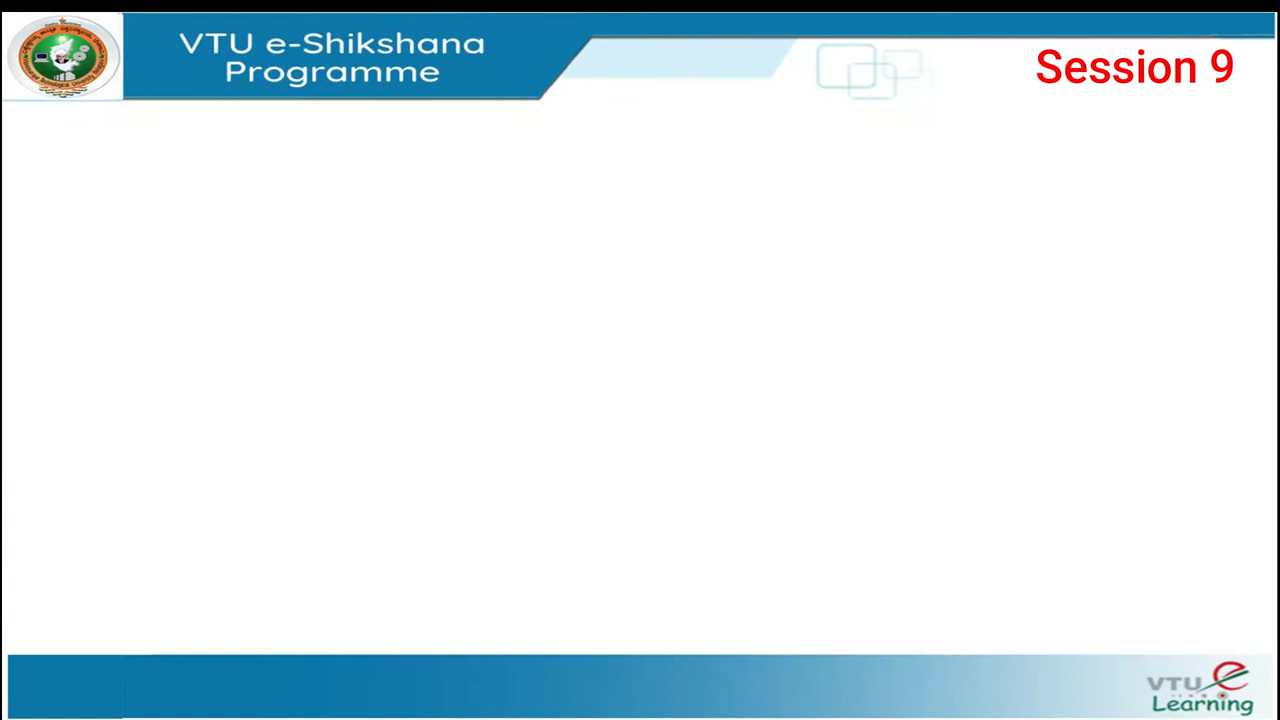 VTU e-Shikshana
Programme
Session 9
VTU e
Learning